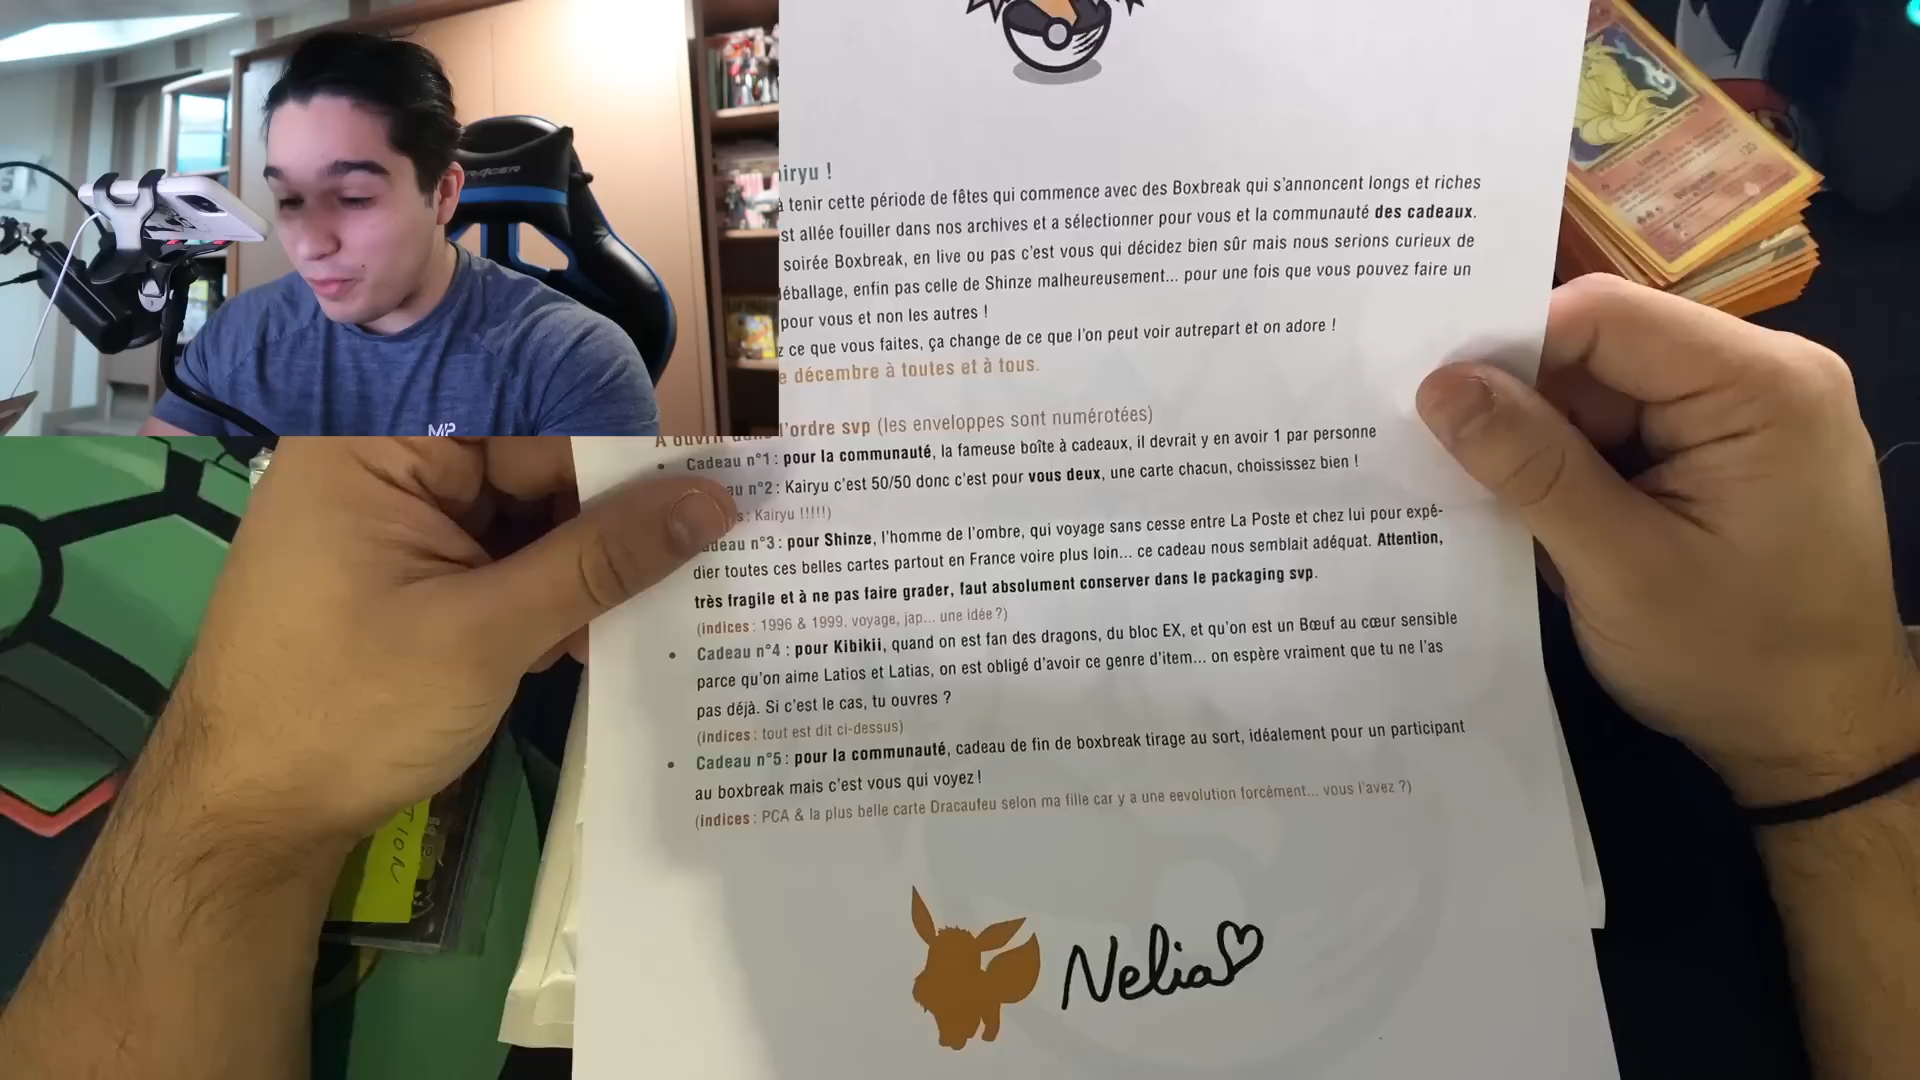 iryu !
à tenir cette période de fêtes qui commence avec des Boxbreak qui s'annoncent longs et riches
st allée fouiller dans nos archives et a sélectionner pour vous et la communauté des cadeaux.
soirée Boxbreak, en live ou pas c'est vous qui décidez bien sûr mais nous serions curieux de
éballage, enfin pas celle de Shinze malheureusement... pour une fois que vous pouvez faire un
pour vous et non les autres !
z ce que vous faites, ça change de ce que l'on peut voir autrepart et on adore !
e décembre à toutes et à tous.
A ouvrir dans l'ordre svp (les enveloppes sont numérotées)
• Cadeau n°1 : pour la communauté, la fameuse boîte à cadeaux, il devrait y en avoir 1 par personne
au n°2 : Kairyu c'est 50/50 donc c'est pour vous deux, une carte chacun, choississez bien !
s : Kairyu !!!!!)
adeau n°3 : pour Shinze, l'homme de l'ombre, qui voyage sans cesse entre La Poste et chez lui pour expé-
dier toutes ces belles cartes partout en France voire plus loin... ce cadeau nous semblait adéquat. Attention,
très fragile et à ne pas faire grader, faut absolument conserver dans le packaging svp.
(indices : 1996 & 1999, voyage, jap... une idée ?)
• Cadeau n°4 : pour Kibikii, quand on est fan des dragons, du bloc EX, et qu'on est un Bœuf au cœur sensible
parce qu'on aime Latios et Latias, on est obligé d'avoir ce genre d'item... on espère vraiment que tu ne l'as
pas déjà. Si c'est le cas, tu ouvres ?
(indices : tout est dit ci-dessus)
• Cadeau n°5 : pour la communauté, cadeau de fin de boxbreak tirage au sort, idéalement pour un participant
au boxbreak mais c'est vous qui voyez !
(indices : PCA & la plus belle carte Dracaufeu selon ma fille car y a une eevolution forcément... vous l'avez ?)
Nelia
TION
MP